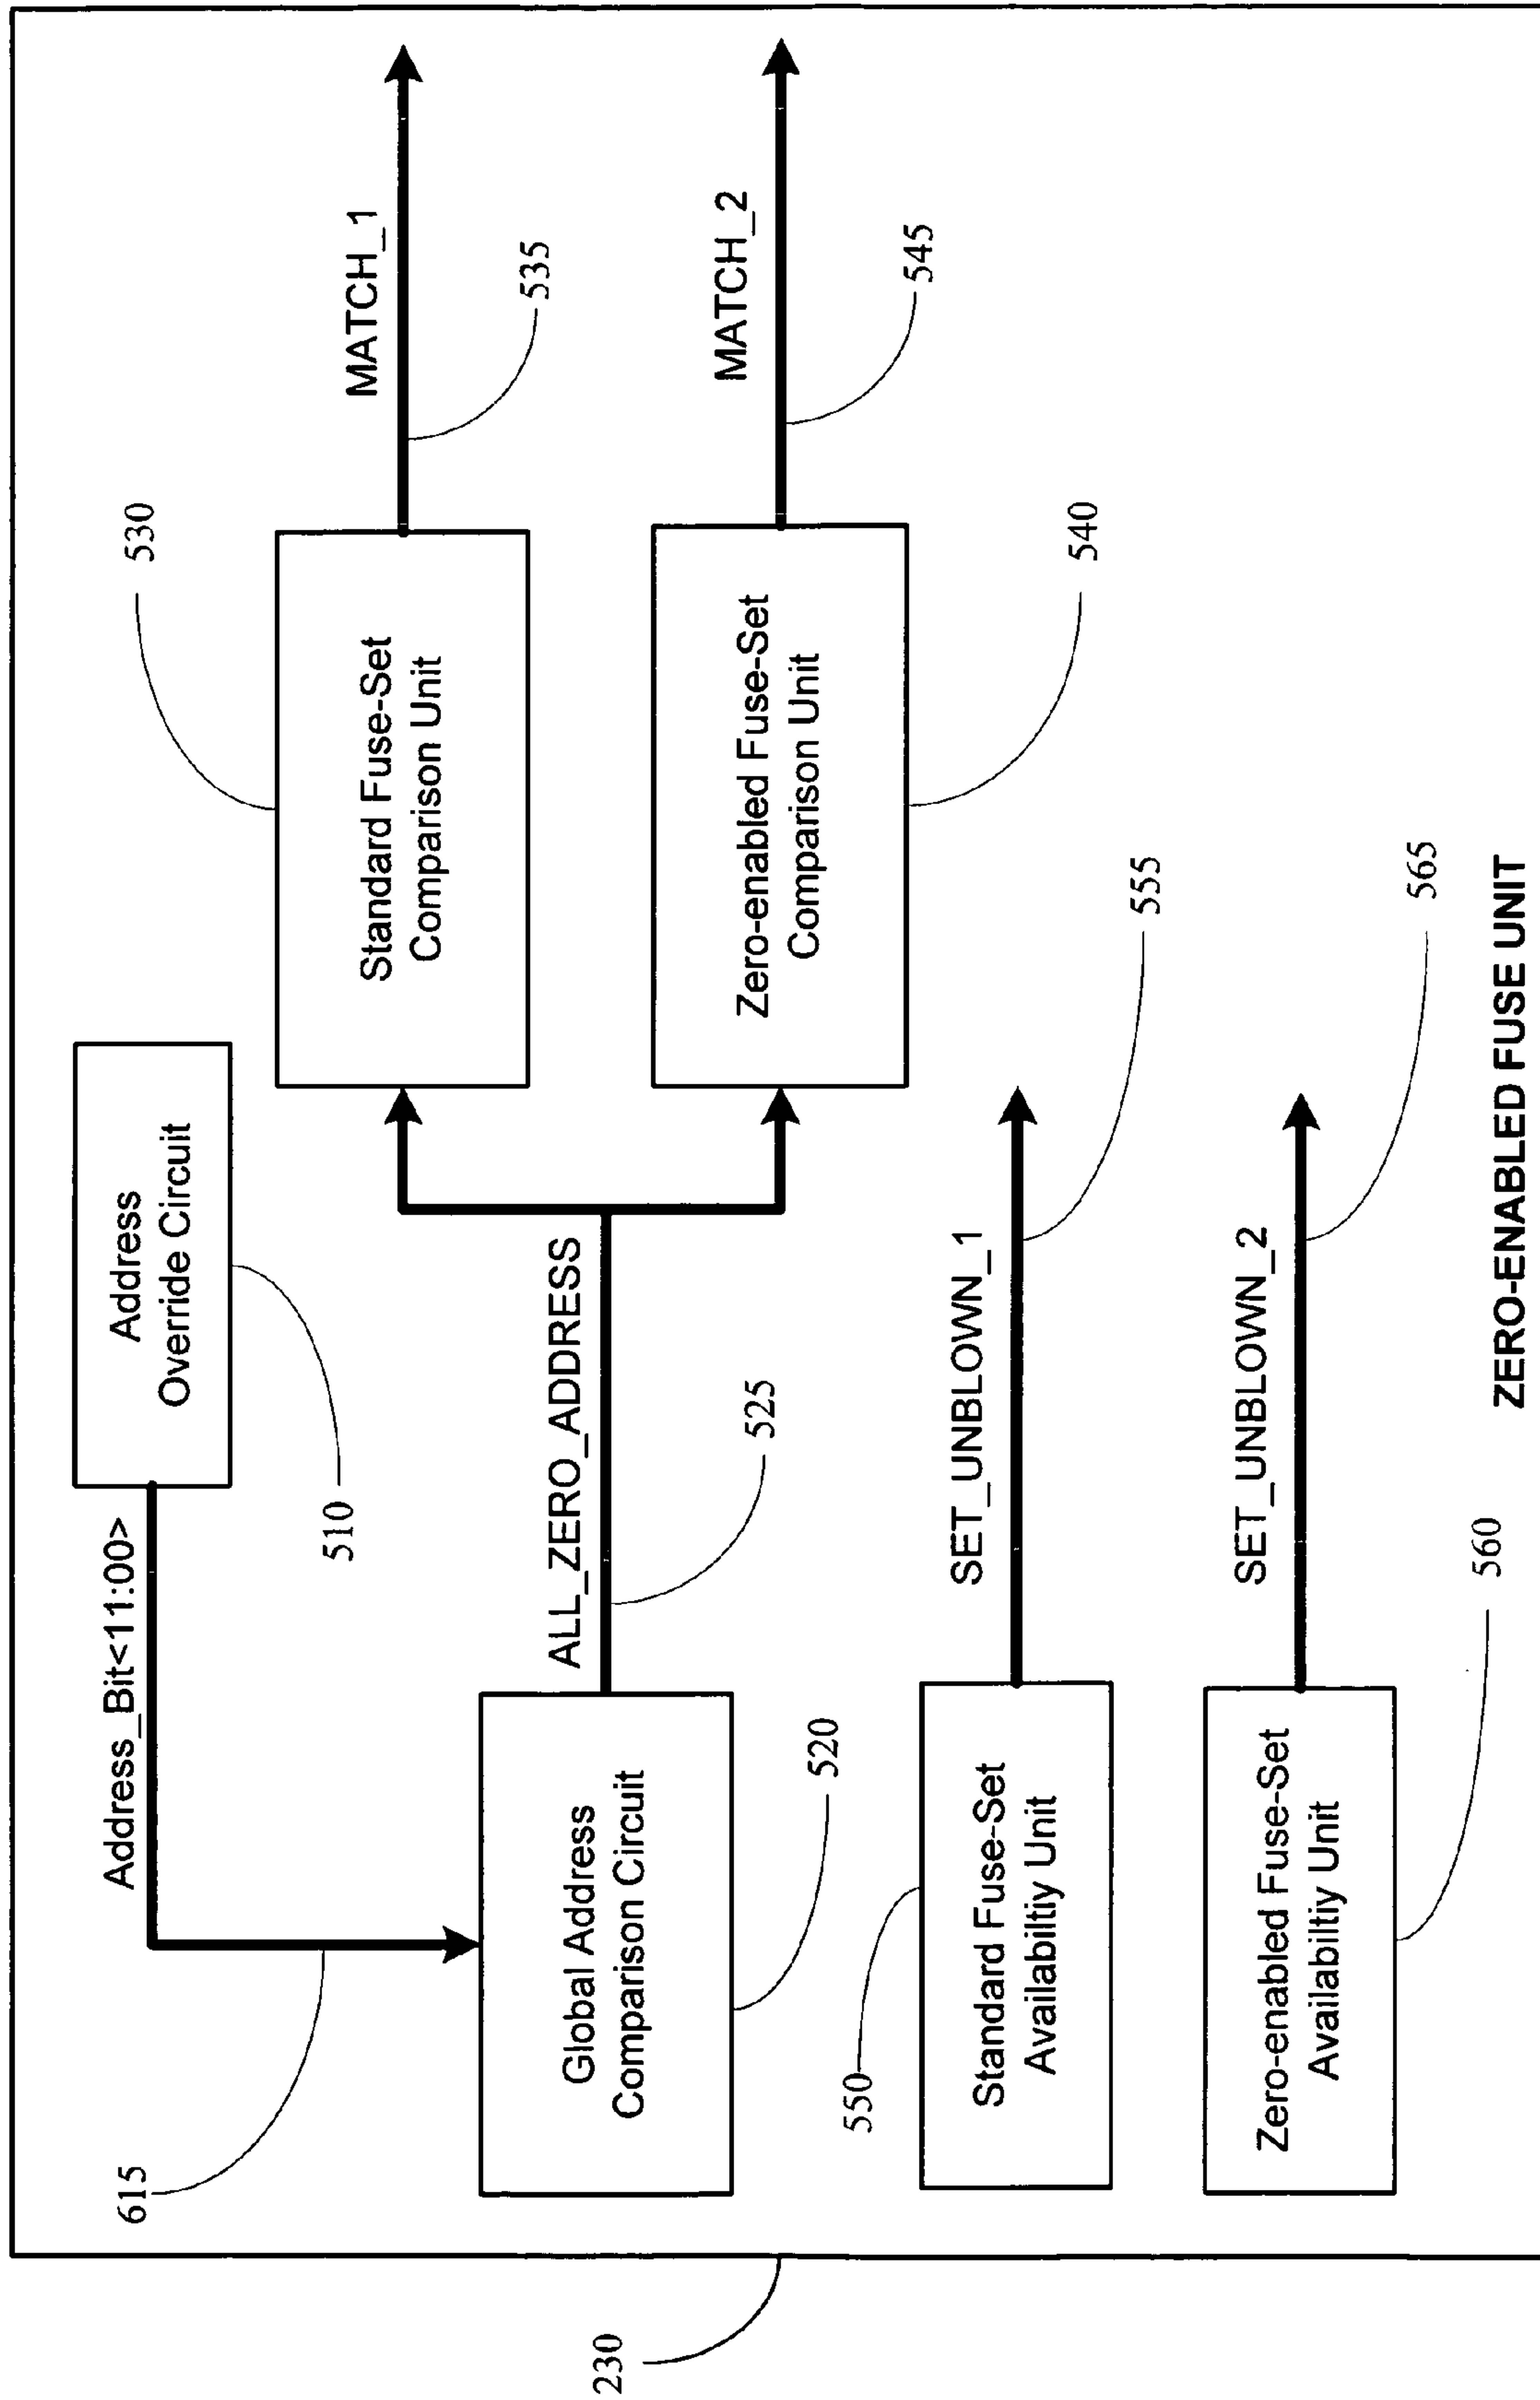 230
615
Address_Bit<11:00>
Address
Override Circuit
510
Global Address
Comparison Circuit
520
ALL_ZERO_ADDRESS
525
530
Standard Fuse-Set
Comparison Unit
MATCH_1
535
Zero-enabled Fuse-Set
Comparison Unit
540
MATCH_2
545
550
Standard Fuse-Set
Availabiltiy Unit
SET_UNBLOWN_1
555
Zero-enabled Fuse-Set
Availabiltiy Unit
560
SET_UNBLOWN_2
565
ZERO-ENABLED FUSE UNIT